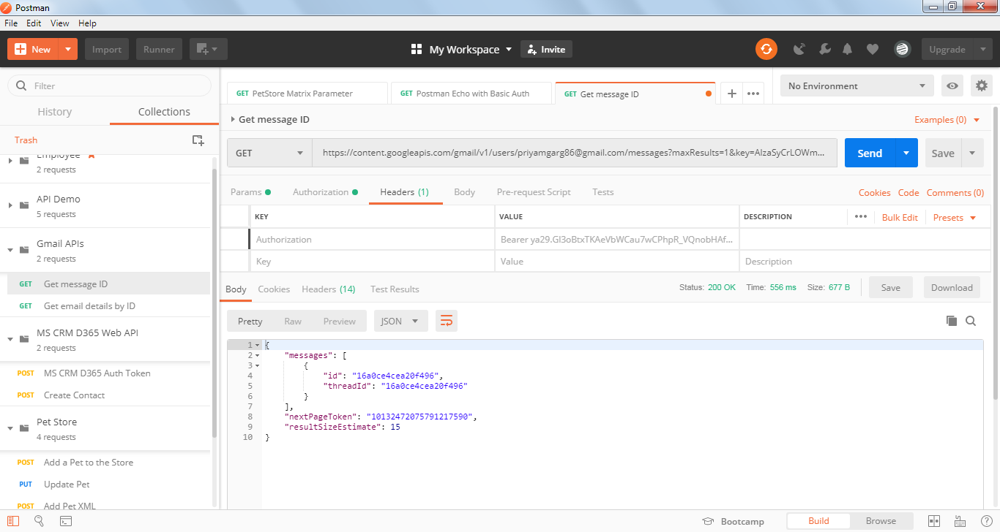 Postman
File Edit View Help
New Import Runner My Workspace Invite Upgrade
Filter
History Collections
Trash
Employee
2 requests
API Demo
5 requests
Gmail APIs
2 requests
GET Get message ID
GET Get email details by ID
MS CRM D365 Web API
2 requests
POST MS CRM D365 Auth Token
POST Create Contact
Pet Store
4 requests
POST Add a Pet to the Store
PUT Update Pet
POST Add Pet XML
GET PetStore Matrix Parameter GET Postman Echo with Basic Auth GET Get message ID No Environment
Get message ID Examples (0)
GET https://content.googleapis.com/gmail/v1/users/priyamgarg86@gmail.com/messages?maxResults=1&key=AIzaSyCrLOWm... Send Save
Params Authorization Headers (1) Body Pre-request Script Tests Cookies Code Comments (0)
KEY VALUE DESCRIPTION Bulk Edit Presets
Authorization Bearer ya29.Gl3oBtxTKAeVbWCau7wCPhpR_VQnobHAf...
Key Value Description
Body Cookies Headers (14) Test Results Status: 200 OK Time: 556 ms Size: 677 B Save Download
Pretty Raw Preview JSON
1 {
2 "messages": [
3 {
4 "id": "16a0ce4cea20f496",
5 "threadId": "16a0ce4cea20f496"
6 }
7 ],
8 "nextPageToken": "10132472075791217590",
9 "resultSizeEstimate": 15
10 }
Bootcamp Build Browse